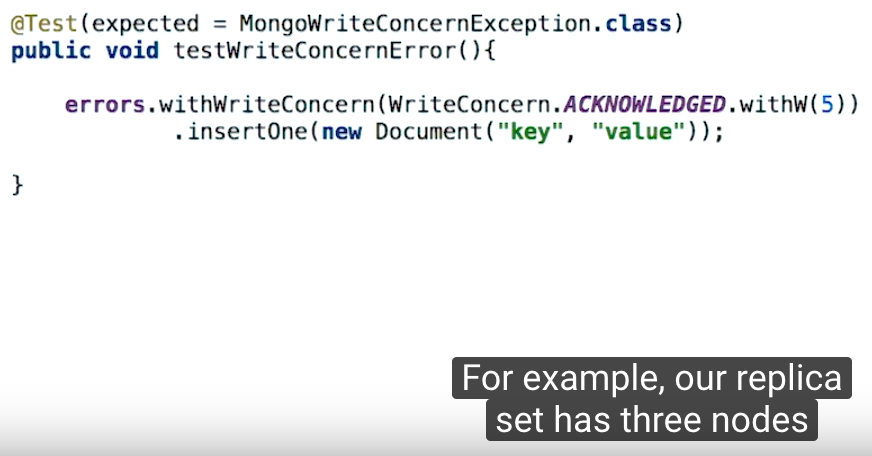 @Test(expected = MongoWriteConcernException.class)
public void testWriteConcernError(){
errors.withWriteConcern(WriteConcern.ACKNOWLEDGED.withW(5))
.insertOne(new Document("key", "value"));
}
For example, our replica
set has three nodes